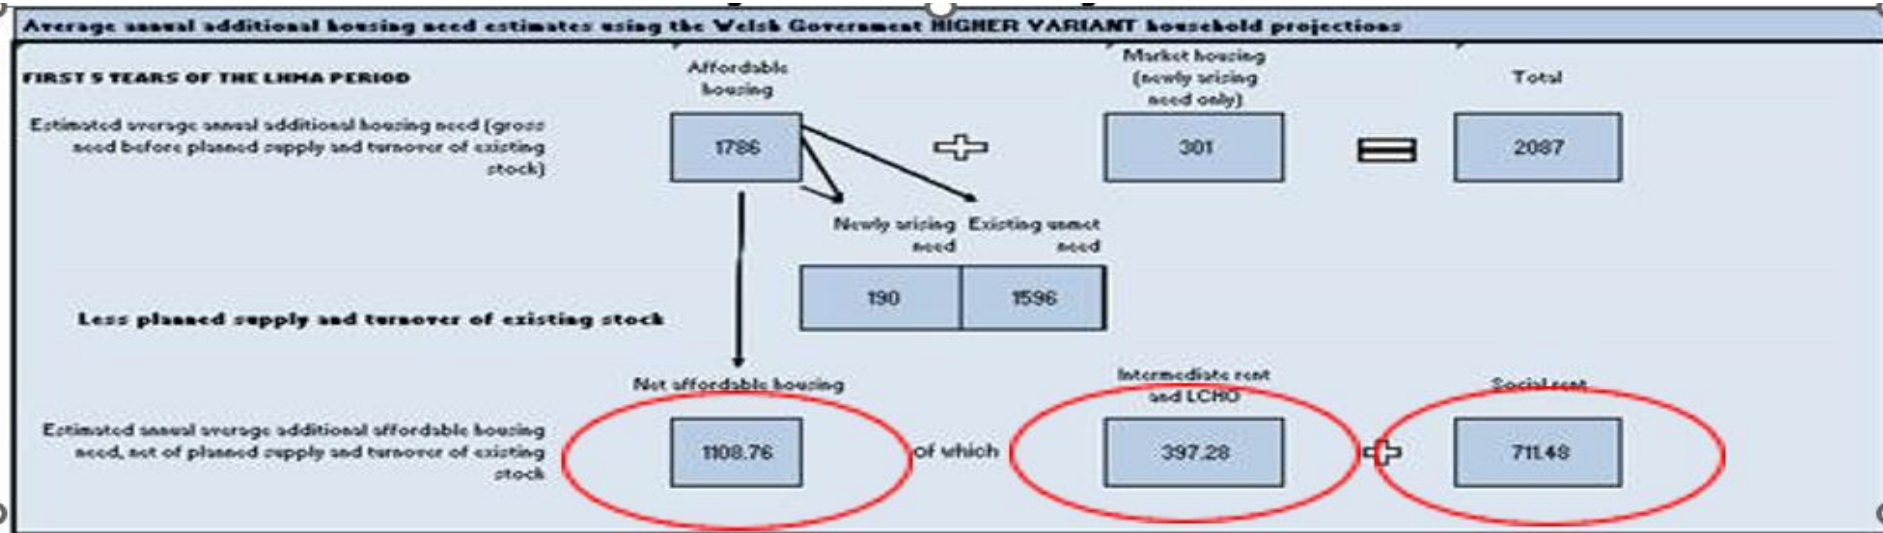 Average annual additional housing need estimates using the Welsh Government HIGHER VARIANT household projections
FIRST 5 YEARS OF THE LHMA PERIOD
Affordable
housing
Market housing
(newly arising
need only)
Total
Estimated average annual additional housing need (gross
need before planned supply and turnover of existing
stock)
1786
301
2087
Newly arising
need
Existing unmet
need
190
1596
Less planned supply and turnover of existing stock
Net affordable housing
Intermediate rent
and LCHO
Social rent
Estimated annual average additional affordable housing
need, net of planned supply and turnover of existing
stock
1108.76
of which
397.28
711.48